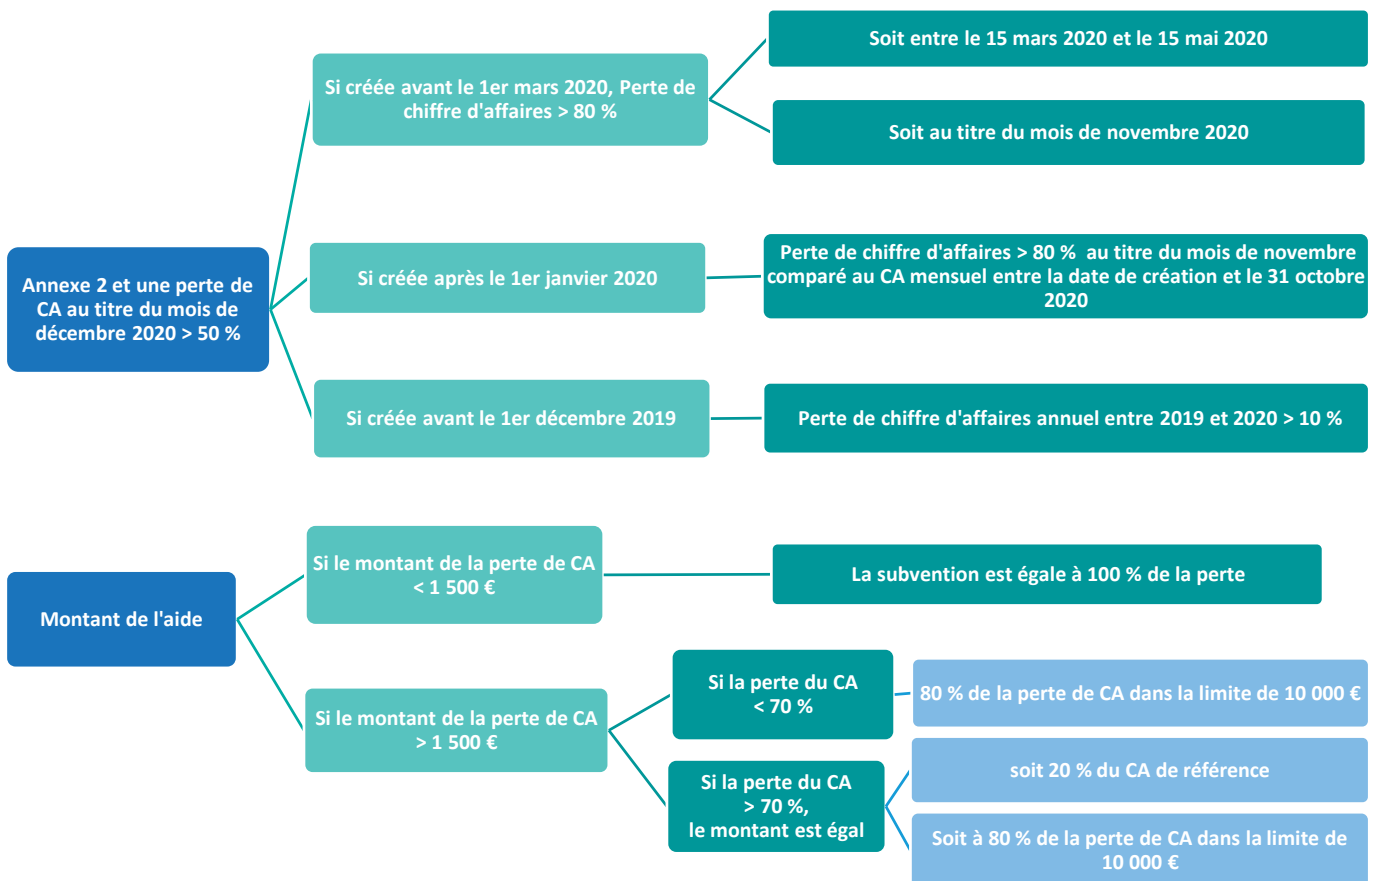 Annexe 2 et une perte de
CA au titre du mois de
décembre 2020 > 50 %
Si créée avant le 1er mars 2020, Perte de
chiffre d'affaires > 80 %
Soit entre le 15 mars 2020 et le 15 mai 2020
Soit au titre du mois de novembre 2020
Si créée après le 1er janvier 2020
Perte de chiffre d'affaires > 80 % au titre du mois de novembre
comparé au CA mensuel entre la date de création et le 31 octobre
2020
Si créée avant le 1er décembre 2019
Perte de chiffre d'affaires annuel entre 2019 et 2020 > 10 %
Montant de l'aide
Si le montant de la perte de CA
< 1 500 €
La subvention est égale à 100 % de la perte
Si le montant de la perte de CA
> 1 500 €
Si la perte du CA
< 70 %
80 % de la perte de CA dans la limite de 10 000 €
Si la perte du CA
> 70 %,
le montant est égal
soit 20 % du CA de référence
Soit à 80 % de la perte de CA dans la limite de
10 000 €